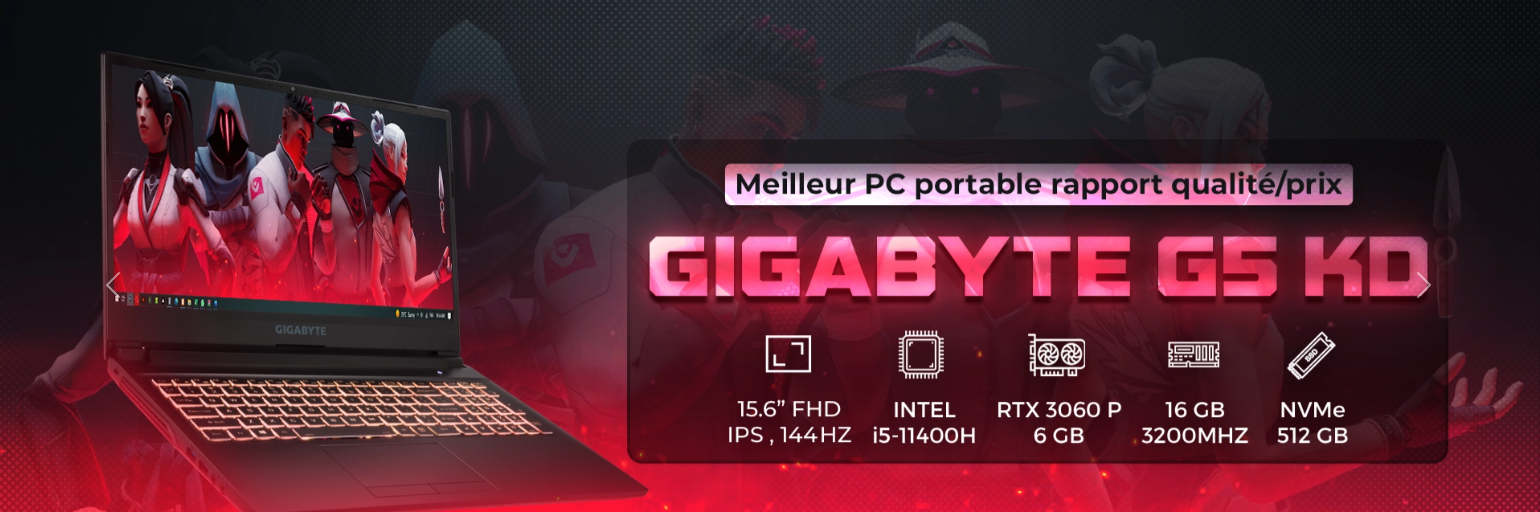 Meilleur PC portable rapport qualité/prix
GIGABYTE G5 KD
GIGABYTE
15.6” FHD
IPS , 144HZ
INTEL
i5-11400H
RTX 3060 P
6 GB
16 GB
3200MHZ
SSD
NVMe
512 GB